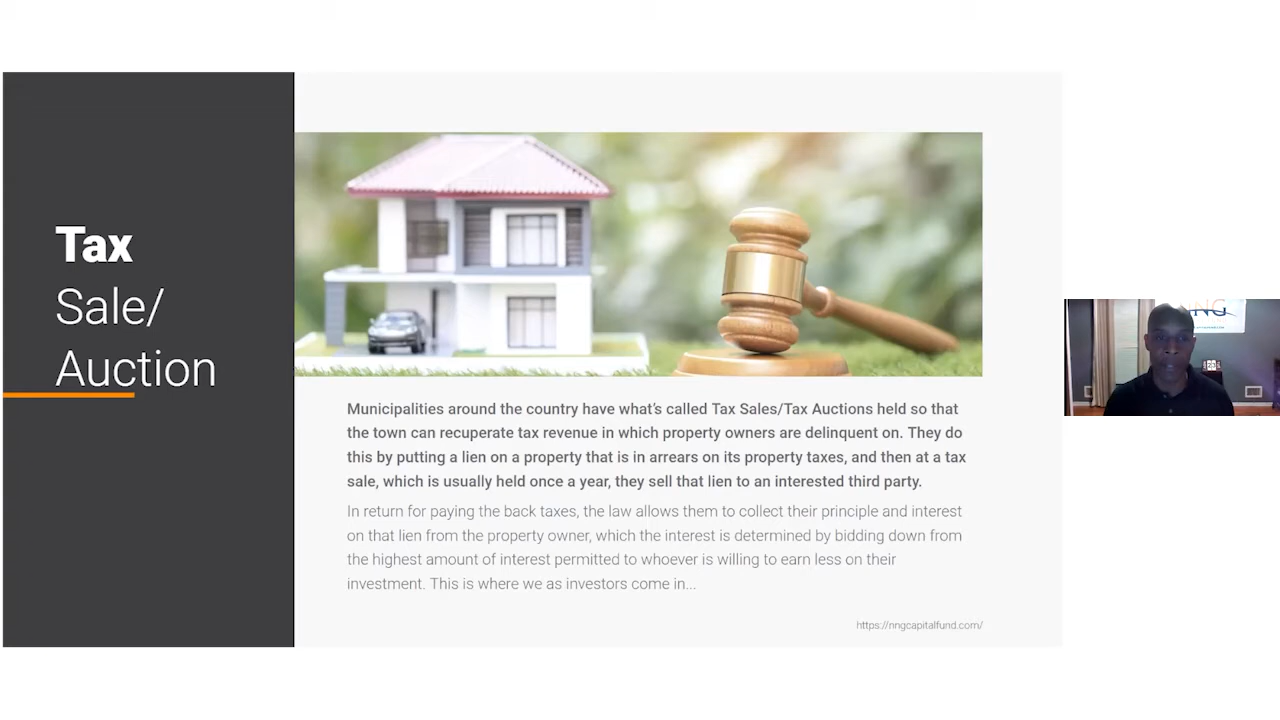 Tax
Sale/
Auction
Municipalities around the country have what's called Tax Sales/Tax Auctions held so that
the town can recuperate tax revenue in which property owners are delinquent on. They do
this by putting a lien on a property that is in arrears on its property taxes, and then at a tax
sale, which is usually held once a year, they sell that lien to an interested third party.
In return for paying the back taxes, the law allows them to collect their principle and interest
on that lien from the property owner, which the interest is determined by bidding down from
the highest amount of interest permitted to whoever is willing to earn less on their
investment. This is where we as investors come in...
https://nngcapitalfund.com/